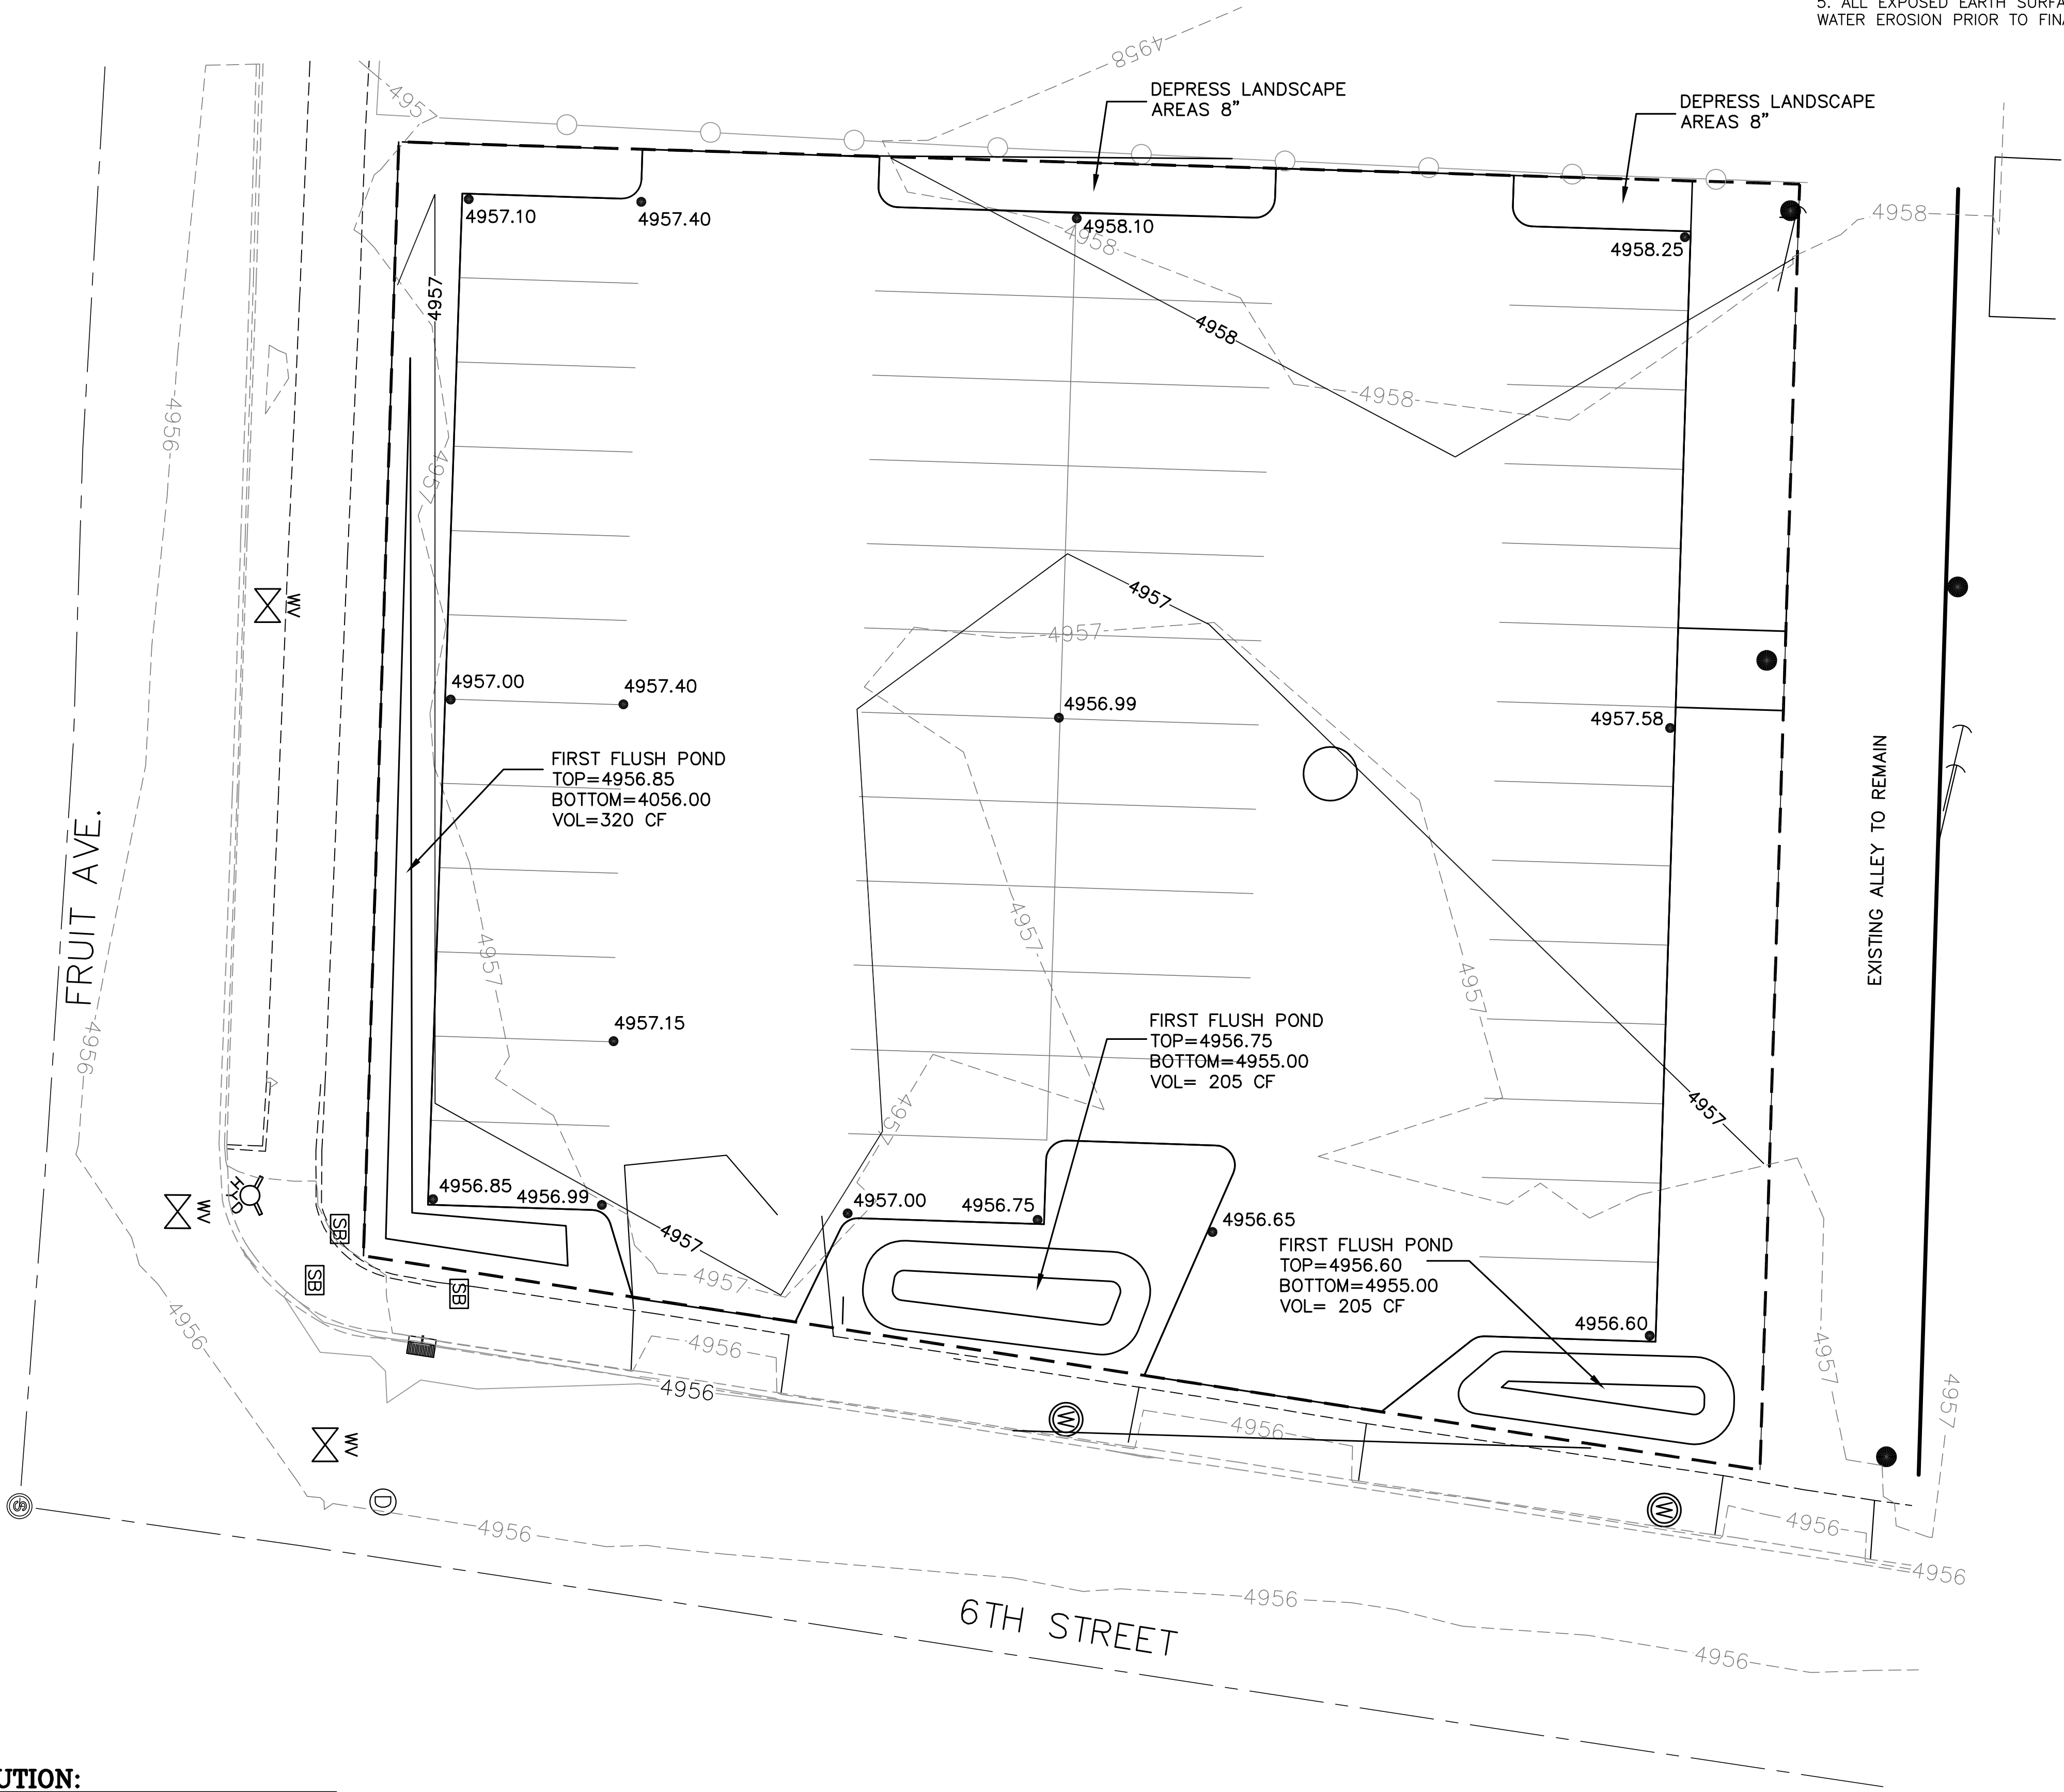 5. ALL EXPOSED EARTH
WATER EROSION PRIOR TO
4958
DEPRESS LANDSCAPE
AREAS 8"
DEPRESS LANDSCAPE
AREAS 8"
495
4957.10
4957.40
4958.10
4958
4958.25
4958
4957
4958
4958
4956
4957
WV
4957
4957
4957.00
4957.40
4956.99
4957.58
FIRST FLUSH POND
TOP=4956.85
BOTTOM=4056.00
VOL=320 CF
EXISTING ALLEY TO REMAIN
FRUIT AVE.
4957
4957
4957
4956
4957.15
FIRST FLUSH POND
TOP=4956.75
BOTTOM=4955.00
VOL= 205 CF
4957
4957
HYD
WV
SB
4956.85
4956.99
4957.00
4956.75
4956.65
4957
FIRST FLUSH POND
TOP=4956.60
BOTTOM=4955.00
VOL= 205 CF
SB
SB
4957
4956.60
4956
4956
4956
4957
4957
WV
W
4956
S
D
4956
W
4956
4956
4956
6TH STREET
4956
UTION: